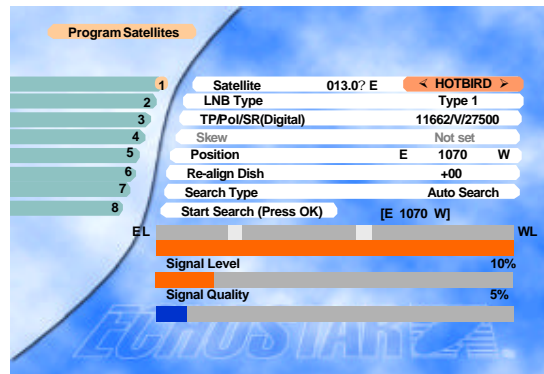 Program Satellites
1 Satellite 013.0? E < HOTBIRD >
2 LNB Type Type 1
3 TP/Pol/SR(Digital) 11662/V/27500
4 Skew Not set
5 Position E 1070 W
6 Re-align Dish +00
7 Search Type Auto Search
8 Start Search (Press OK) [E 1070 W]
EL WL
Signal Level 10%
Signal Quality 5%
ECHOSTAR